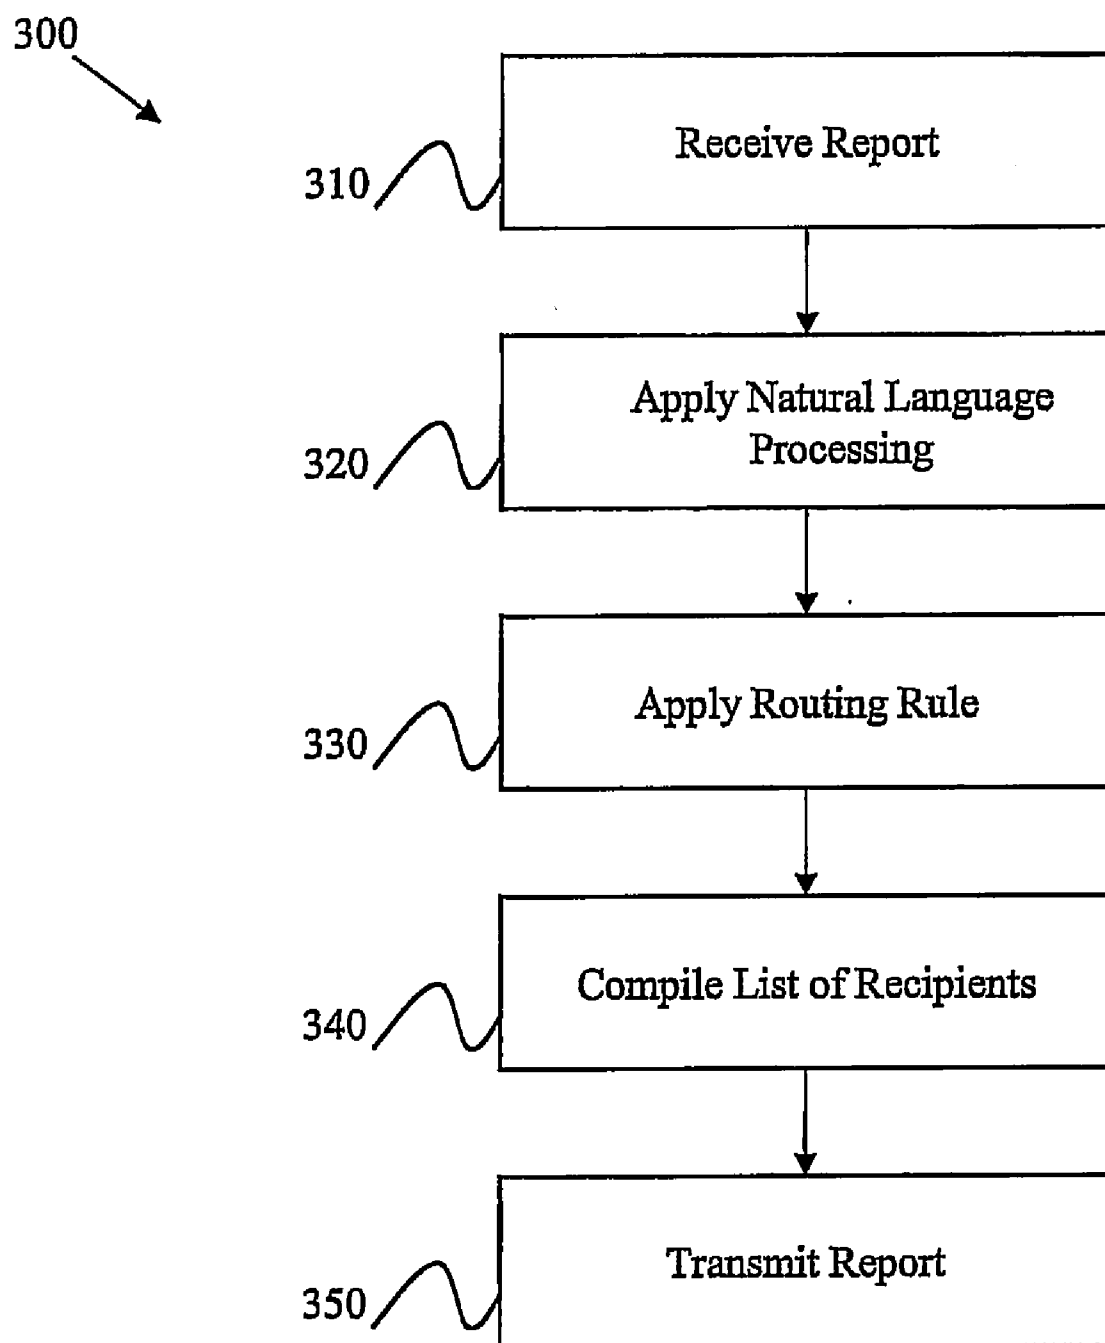 300
Receive Report
310
Apply Natural Language
Processing
320
Apply Routing Rule
330
Compile List of Recipients
340
Transmit Report
350